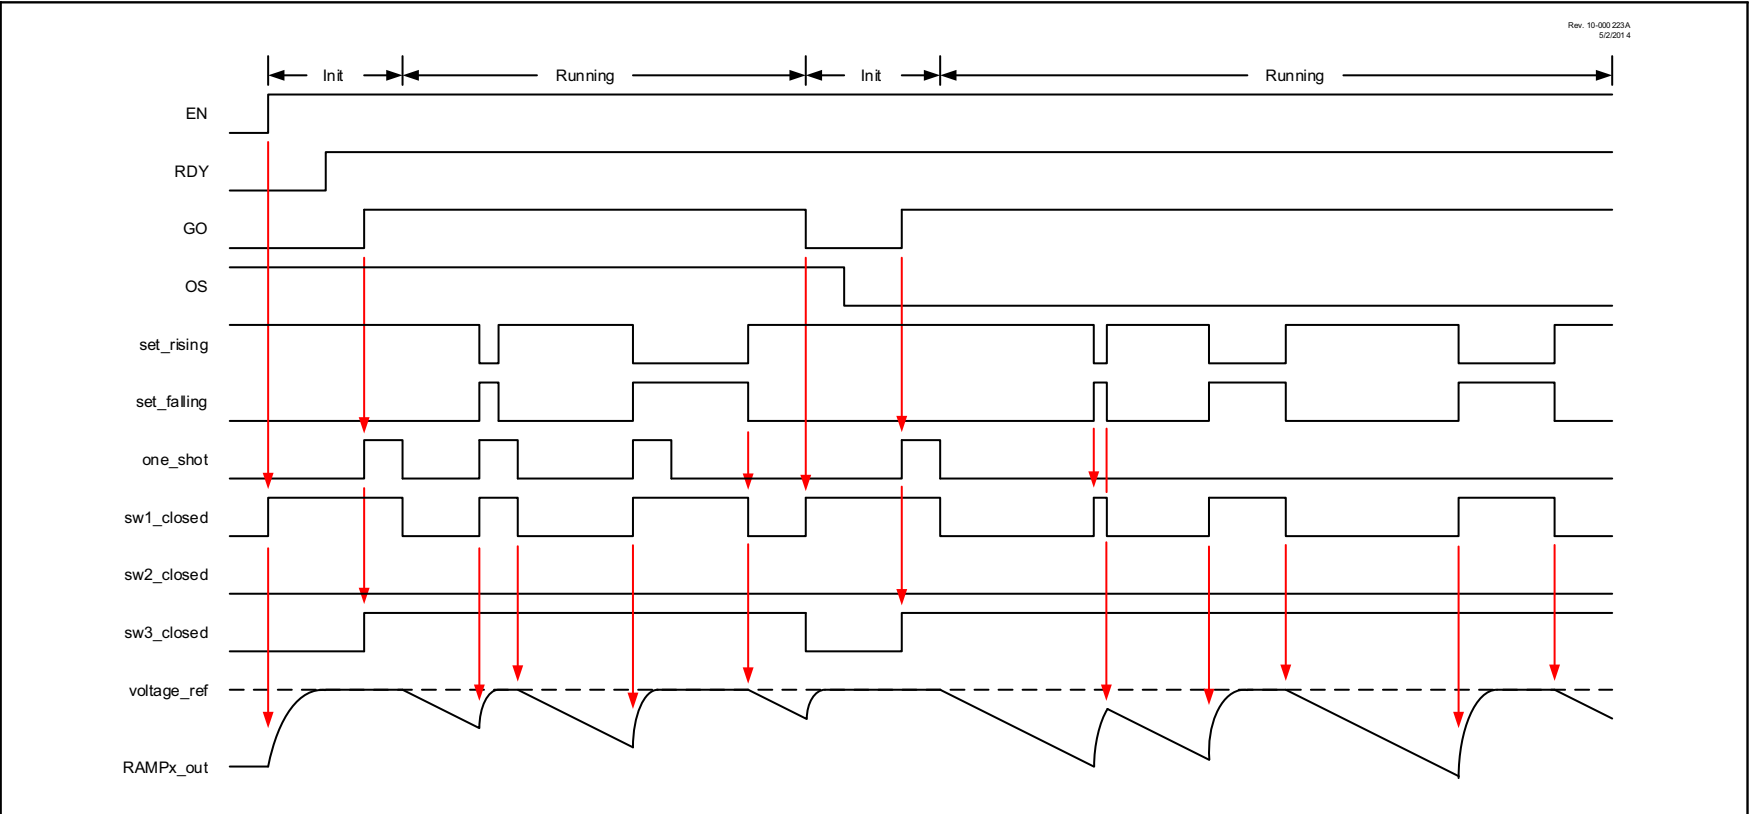 Rev. 10-000223A
5/2/2014
Init
Running
Init
Running
EN
RDY
GO
OS
set_rising
set_falling
one_shot
sw1_closed
sw2_closed
sw3_closed
voltage_ref
RAMPx_out